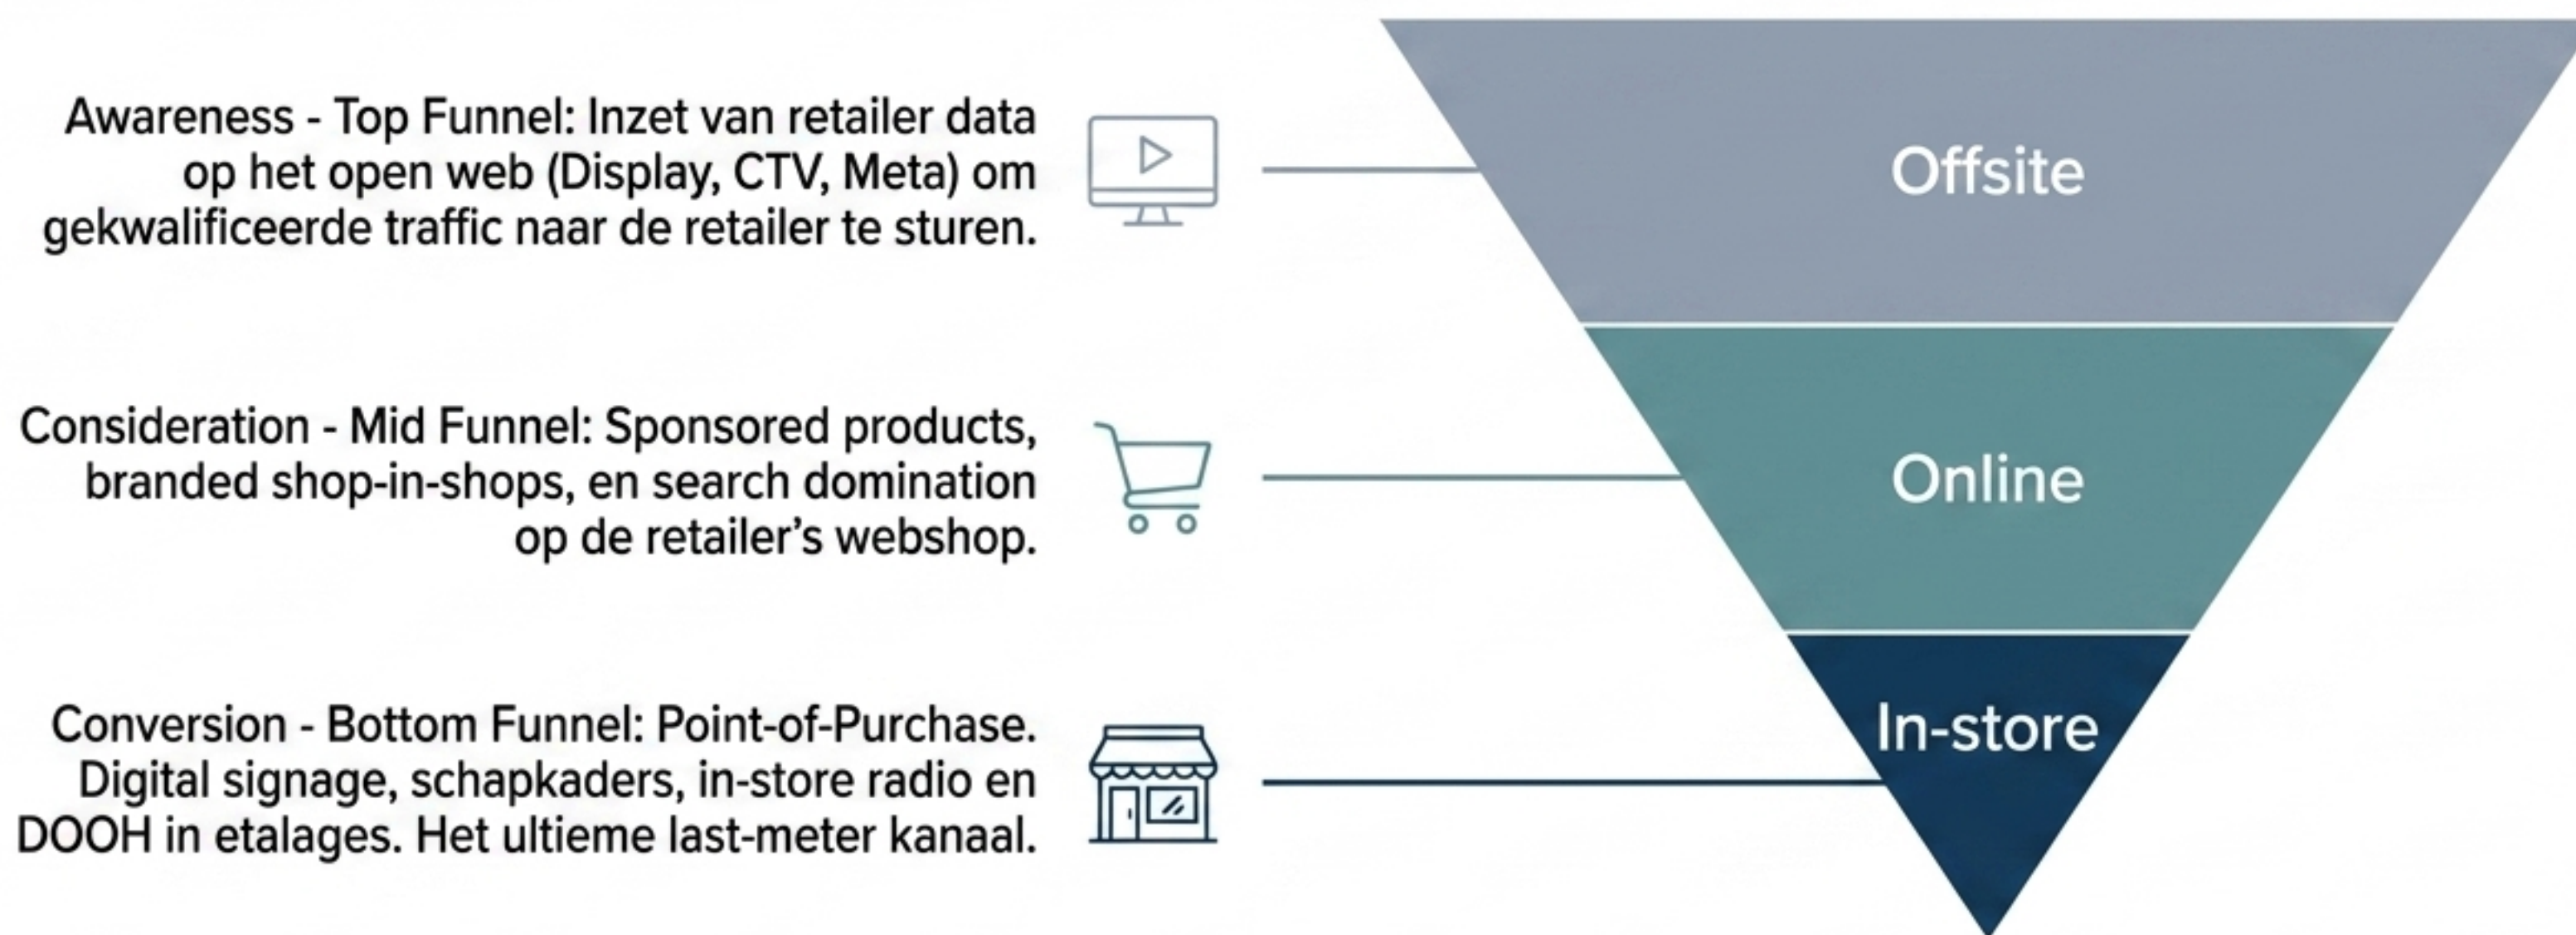 Awareness - Top Funnel: Inzet van retailer data
op het open web (Display, CTV, Meta) om
gekwalificeerde traffic naar de retailer te sturen.
Offsite
Consideration - Mid Funnel: Sponsored products,
branded shop-in-shops, en search domination
op de retailer’s webshop.
Online
Conversion - Bottom Funnel: Point-of-Purchase.
Digital signage, schapkaders, in-store radio en
DOOH in etalages. Het ultieme last-meter kanaal.
In-store